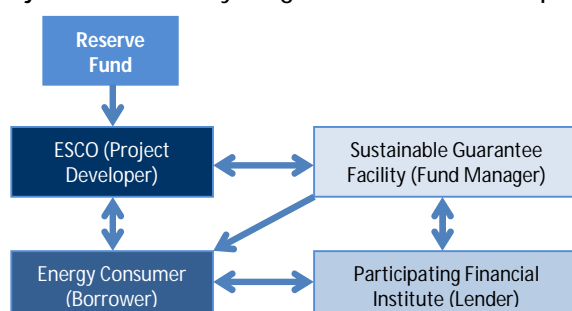 Reserve
Fund
ESCO (Project
Developer)
Sustainable Guarantee
Facility (Fund Manager)
Energy Consumer
(Borrower)
Participating Financial
Institute (Lender)